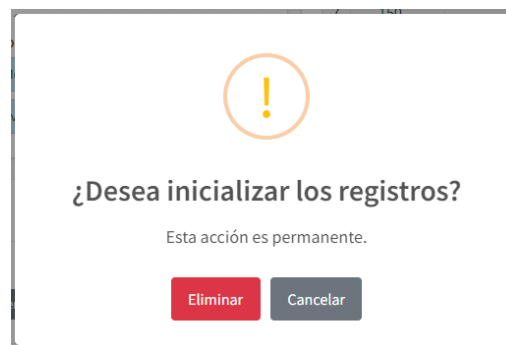 ¿Desea inicializar los registros?
Esta acción es permanente.
Eliminar
Cancelar